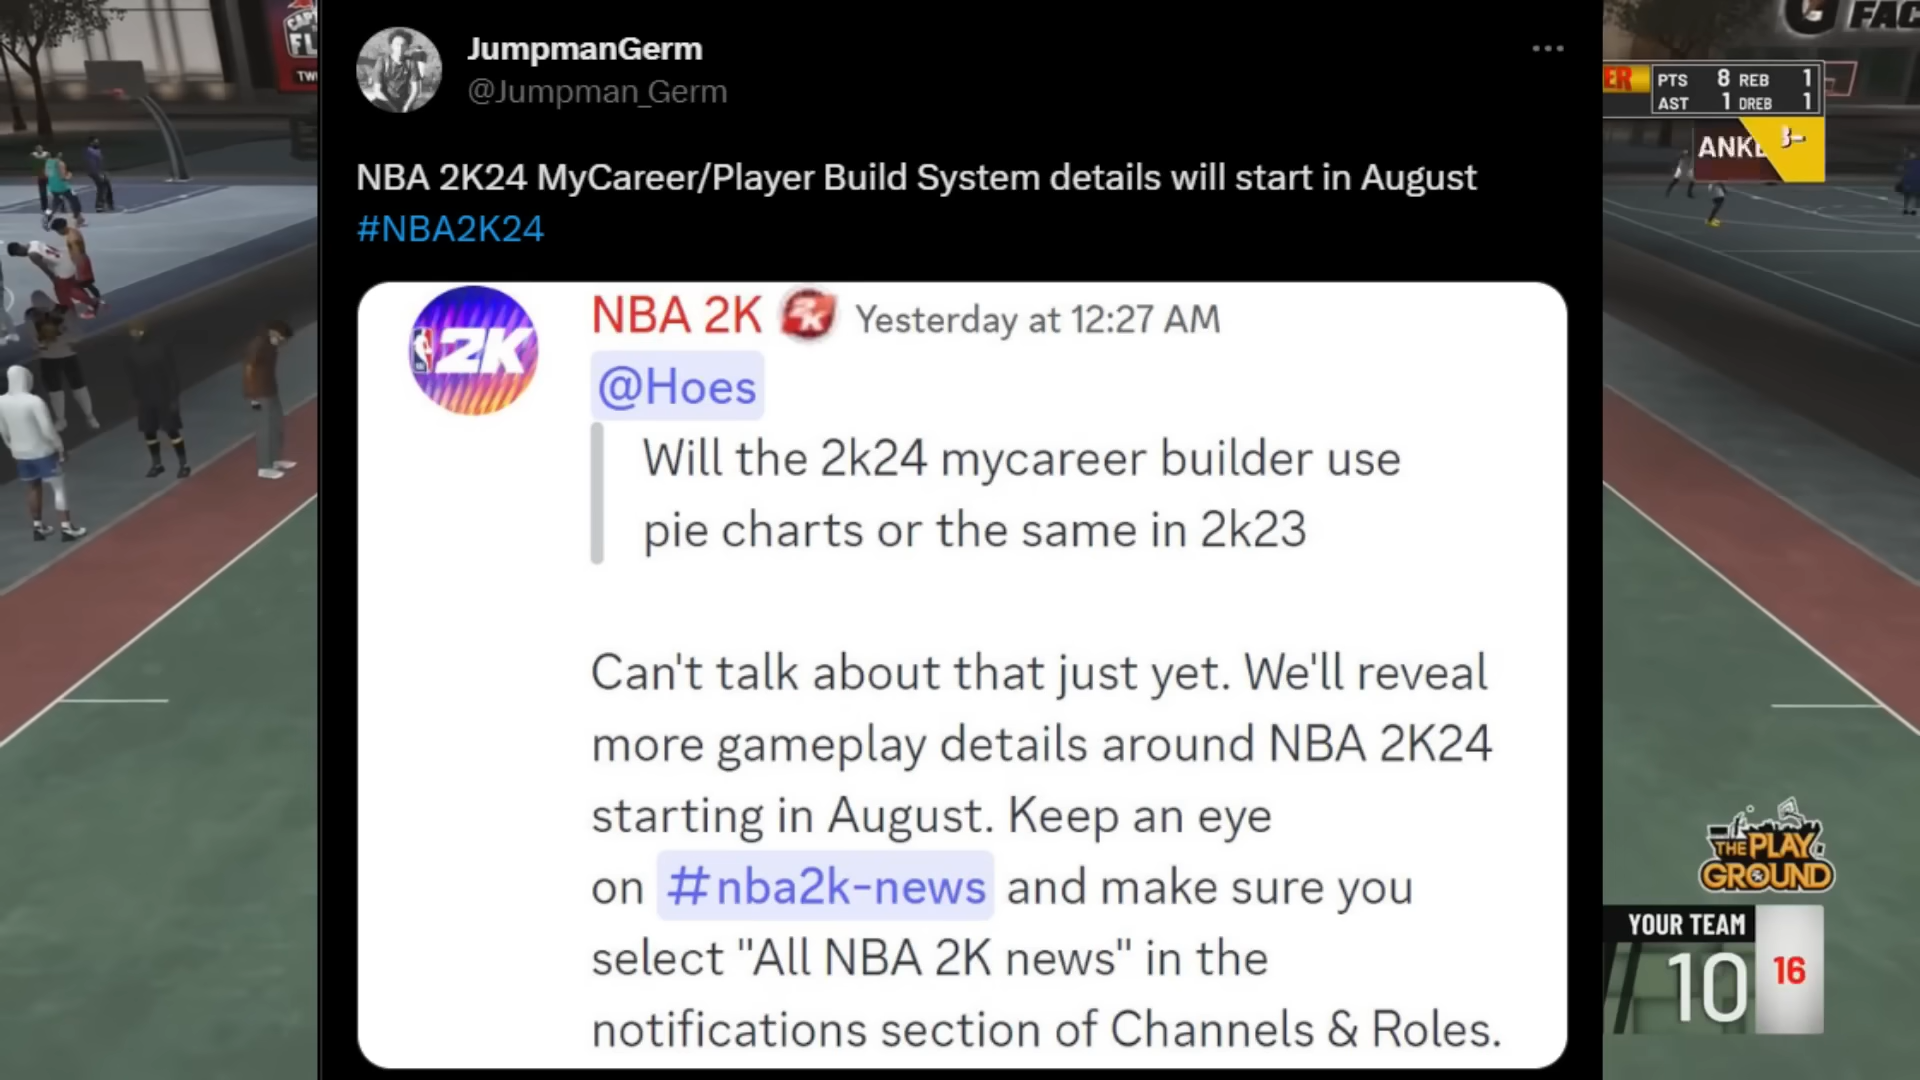 JumpmanGerm
@Jumpman_Germ
NBA 2K24 MyCareer/Player Build System details will start in August
#NBA2K24
2K
NBA 2K 2K Yesterday at 12:27 AM
@Hoes
Will the 2k24 mycareer builder use
pie charts or the same in 2k23
Can't talk about that just yet. We'll reveal
more gameplay details around NBA 2K24
starting in August. Keep an eye
on #nba2k-news and make sure you
select "All NBA 2K news" in the
notifications section of Channels & Roles.
PTS 8 REB 1
AST 1 DREB 1
THE PLAY
GROUND
YOUR TEAM
10 16